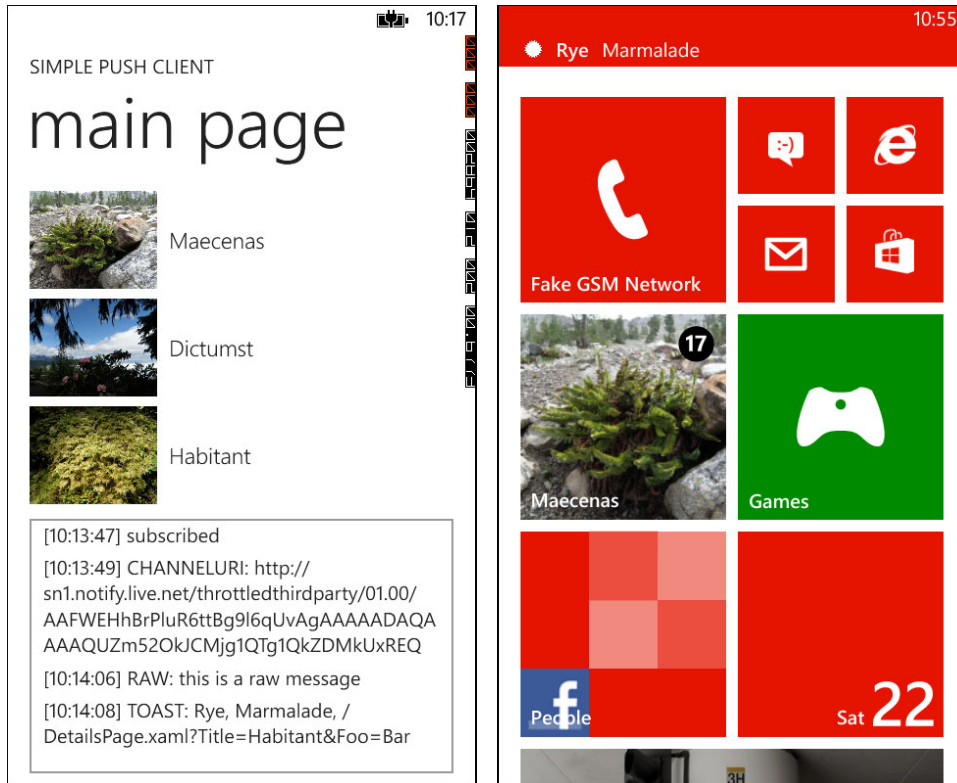 10:17
SIMPLE PUSH CLIENT
main page
Maecenas
Dictumst
Habitant
[10:13:47] subscribed
[10:13:49] CHANNELURI: http://
sn1.notify.live.net/throttledthirdparty/01.00/
AAFWEHhBrPluR6ttBg9l6qUvAgAAAAADAQA
AAAQUZm52OkJCMjg1QTg1QkZDMkUxREQ
[10:14:06] RAW: this is a raw message
[10:14:08] TOAST: Rye, Marmalade, /
DetailsPage.xaml?Title=Habitant&Foo=Bar
10:55
Rye Marmalade
:-)
Fake GSM Network
17
Maecenas
Games
People
Sat 22
3H